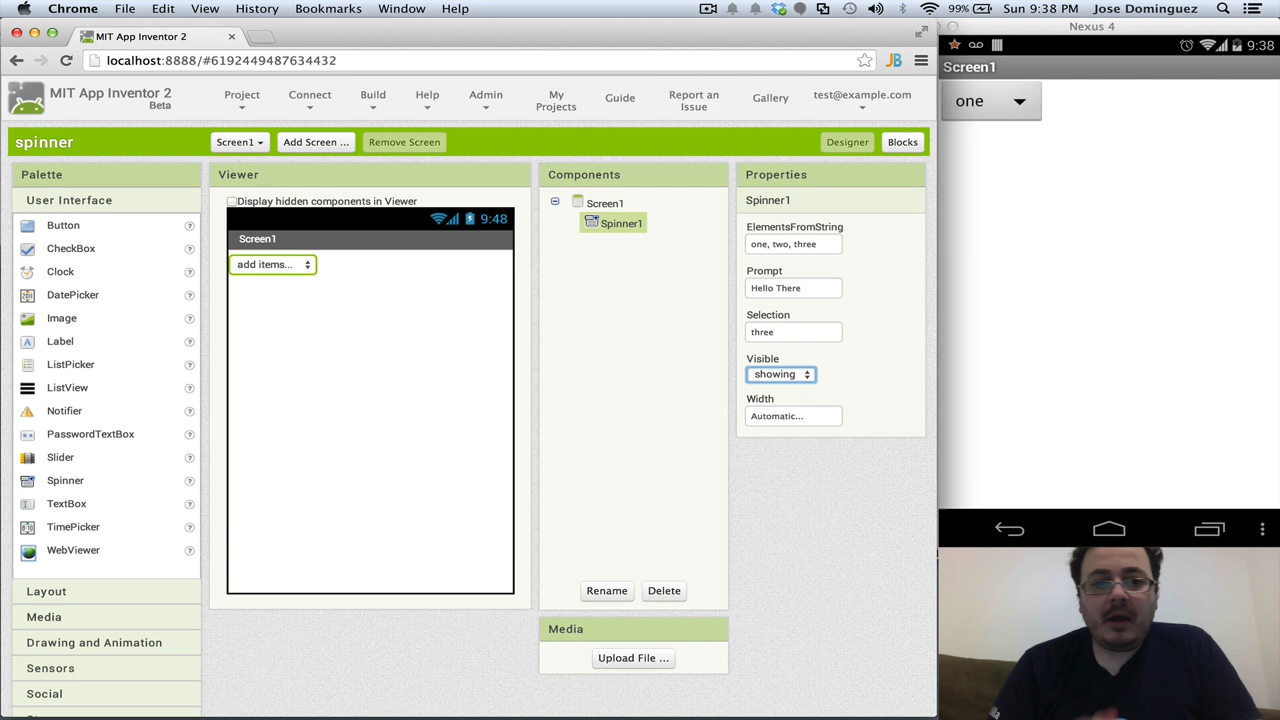 Chrome File Edit View History Bookmarks Window Help 99% Sun 9:38 PM Jose Dominguez
MIT App Inventor 2
localhost:8888/#6192449487634432
MIT App Inventor 2
Beta
Project
Connect
Build
Help
Admin
My Projects
Guide
Report an Issue
Gallery
test@example.com
spinner
Screen1
Add Screen ...
Remove Screen
Designer
Blocks
Palette
User Interface
Button
CheckBox
Clock
DatePicker
Image
Label
ListPicker
ListView
Notifier
PasswordTextBox
Slider
Spinner
TextBox
TimePicker
WebViewer
Layout
Media
Drawing and Animation
Sensors
Social
Viewer
Display hidden components in Viewer
9:48
Screen1
add items...
Components
Screen1
Spinner1
Rename
Delete
Media
Upload File ...
Properties
Spinner1
ElementsFromString
one, two, three
Prompt
Hello There
Selection
three
Visible
showing
Width
Automatic...
Nexus 4
9:38
Screen1
one